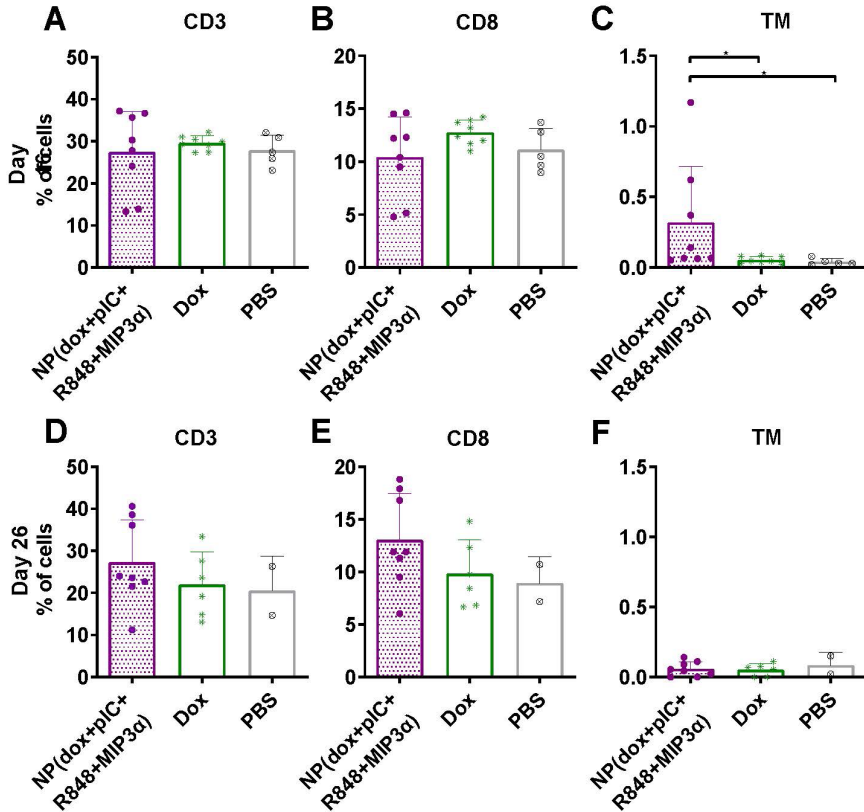 A CD3
B CD8
C TM
Day
% of cells
50
40
30
20
10
0
20
15
10
5
0
1.5
1.0
0.5
0.0
*
*
NP(dox+pIC+
R848+MIP3α)
Dox
PBS
NP(dox+pIC+
R848+MIP3α)
Dox
PBS
NP(dox+pIC+
R848+MIP3α)
Dox
PBS
D CD3
E CD8
F TM
Day 26
% of cells
50
40
30
20
10
0
20
15
10
5
0
1.5
1.0
0.5
0.0
NP(dox+pIC+
R848+MIP3α)
Dox
PBS
NP(dox+pIC+
R848+MIP3α)
Dox
PBS
NP(dox+pIC+
R848+MIP3α)
Dox
PBS